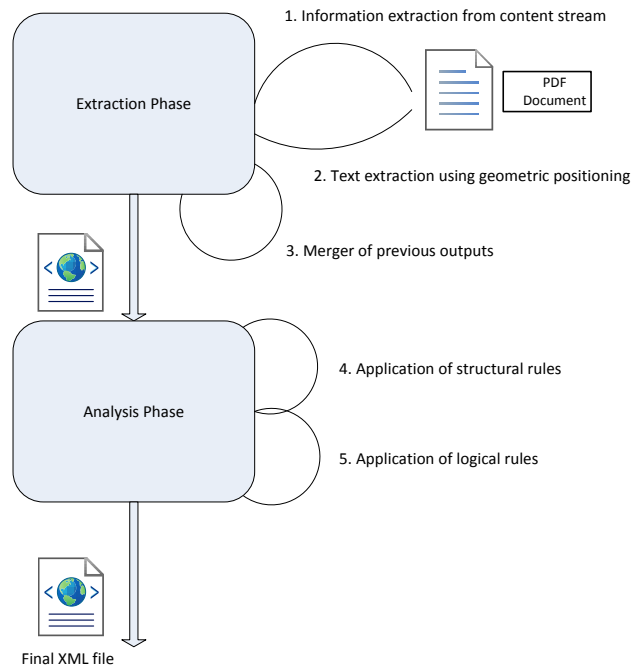 1. Information extraction from content stream
Extraction Phase
PDF
Document
2. Text extraction using geometric positioning
3. Merger of previous outputs
4. Application of structural rules
Analysis Phase
5. Application of logical rules
Final XML file